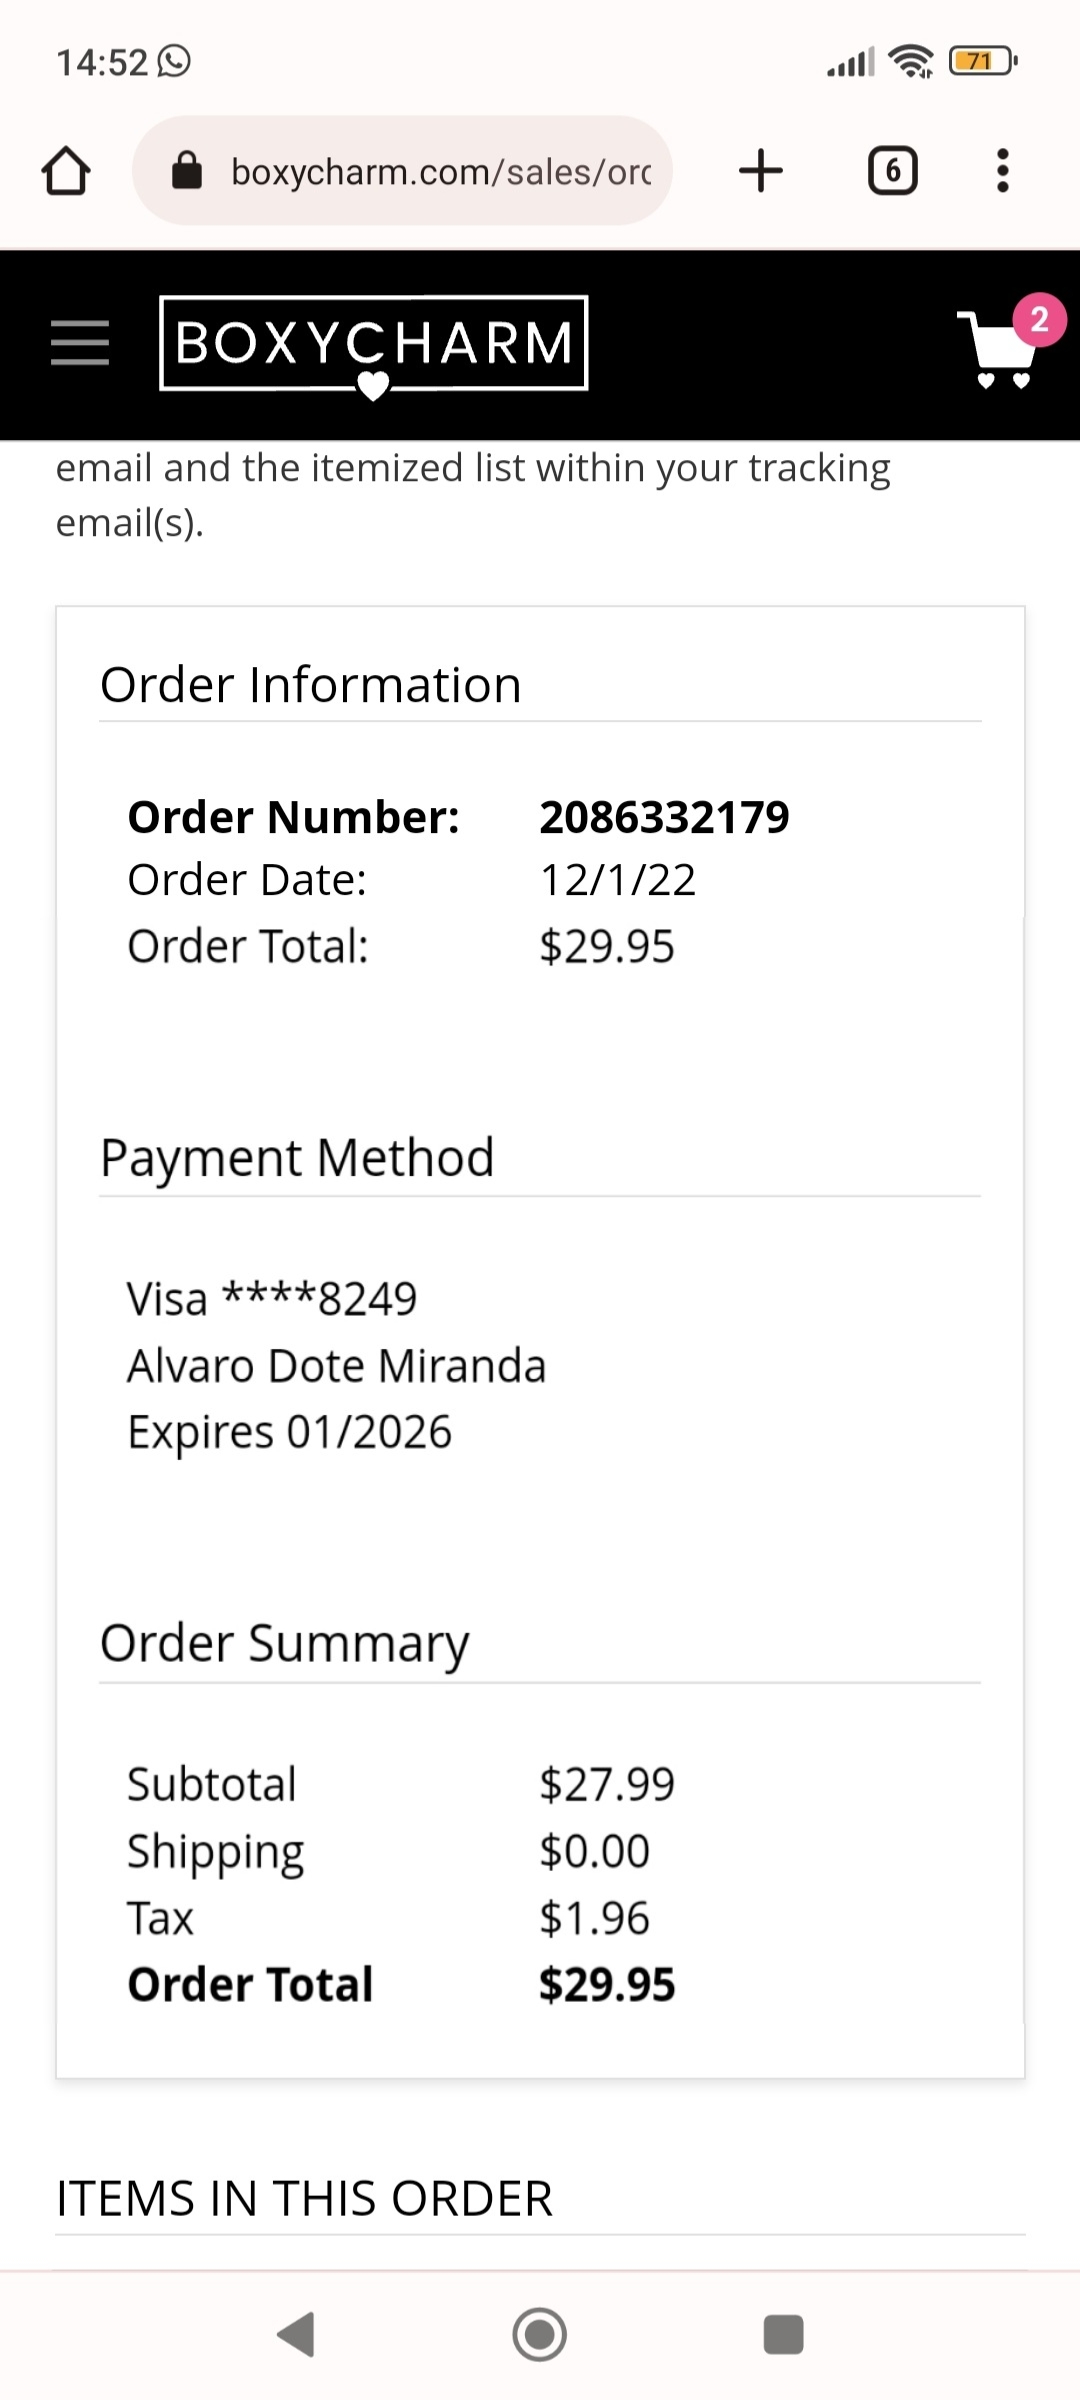 14:52
71
boxycharm.com/sales/orc
6
BOXYCHARM
2
email and the itemized list within your tracking
email(s).
Order Information
Order Number: 2086332179
Order Date: 12/1/22
Order Total: $29.95
Payment Method
Visa ****8249
Alvaro Dote Miranda
Expires 01/2026
Order Summary
Subtotal $27.99
Shipping $0.00
Tax $1.96
Order Total $29.95
ITEMS IN THIS ORDER